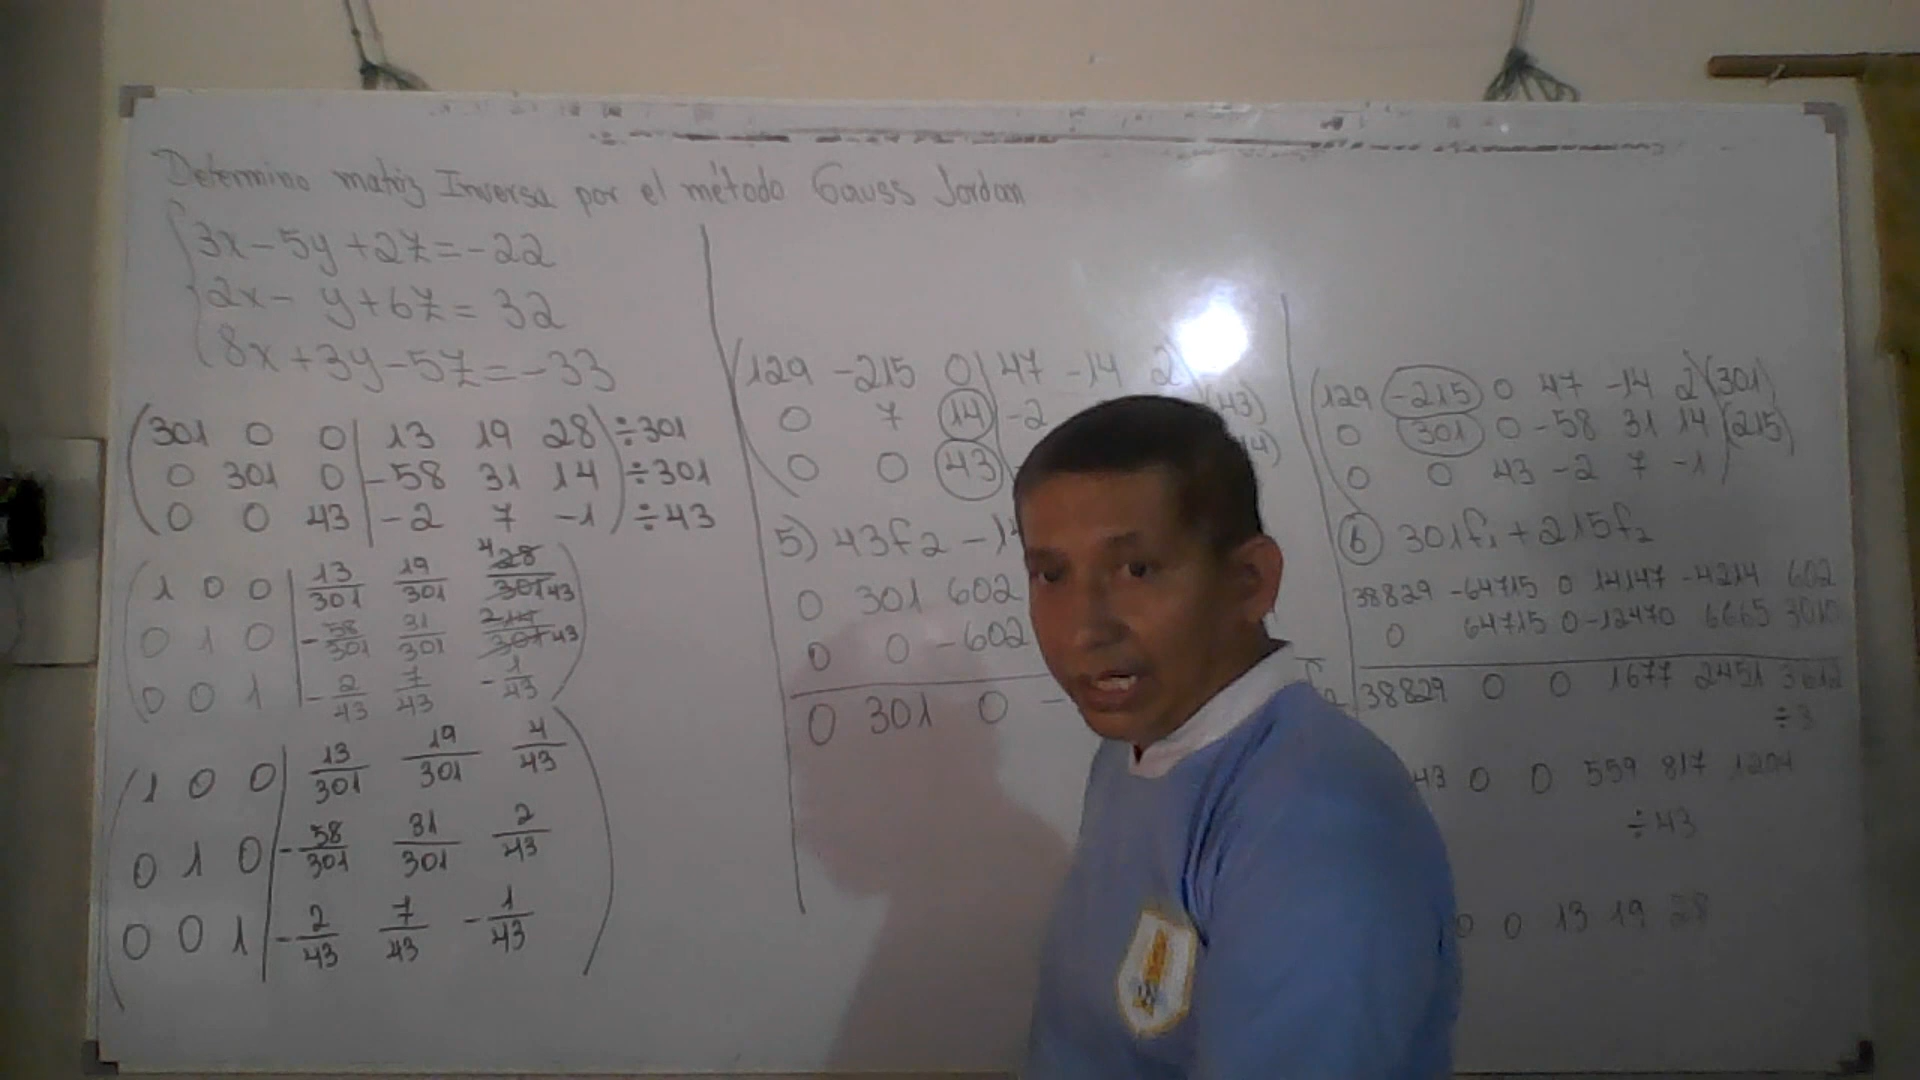 Determino matriz Inversa por el método Gauss Jordan
3x-5y+2z=-22
2x- y+6z= 32
8x+3y-5z=-33
301 0 0 | 13 19 28 ÷301
0 301 0 | -58 31 14 ÷301
0 0 43 | -2 7 -1 ÷43
1 0 0 | 13/301 19/301 4 28/301 43
0 1 0 | -58/301 31/301 2 14/301 43
0 0 1 | -2/43 7/43 -1/43
1 0 0 | 13/301 19/301 4/43
0 1 0 | -58/301 31/301 2/43
0 0 1 | -2/43 7/43 -1/43
129 -215 0 | 47 -14 2
0 7 14 | -2 (43)
0 0 43 14)
5) 43f2 -14
0 301 602
0 0 -602
0 301 0 -
129 -215 0 47 -14 2 (301)
0 301 0 -58 31 14 (215)
0 0 43 -2 7 -1
6 301f1 + 215f2
38829 -64715 0 14147 -4214 602
0 64715 0 -12470 6665 3010
38829 0 0 1677 2451 3612
÷3
43 0 0 559 817 1204
÷43
0 0 13 19 28